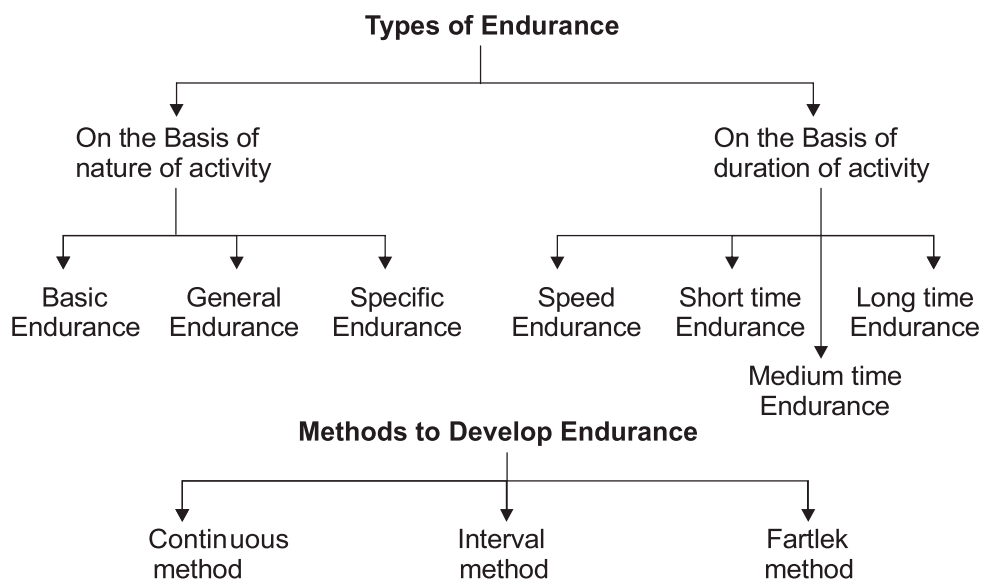 Types of Endurance
On the Basis of
nature of activity
On the Basis of
duration of activity
Basic
Endurance
General
Endurance
Specific
Endurance
Speed
Endurance
Short time
Endurance
Long time
Endurance
Medium time
Endurance
Methods to Develop Endurance
Continuous
method
Interval
method
Fartlek
method